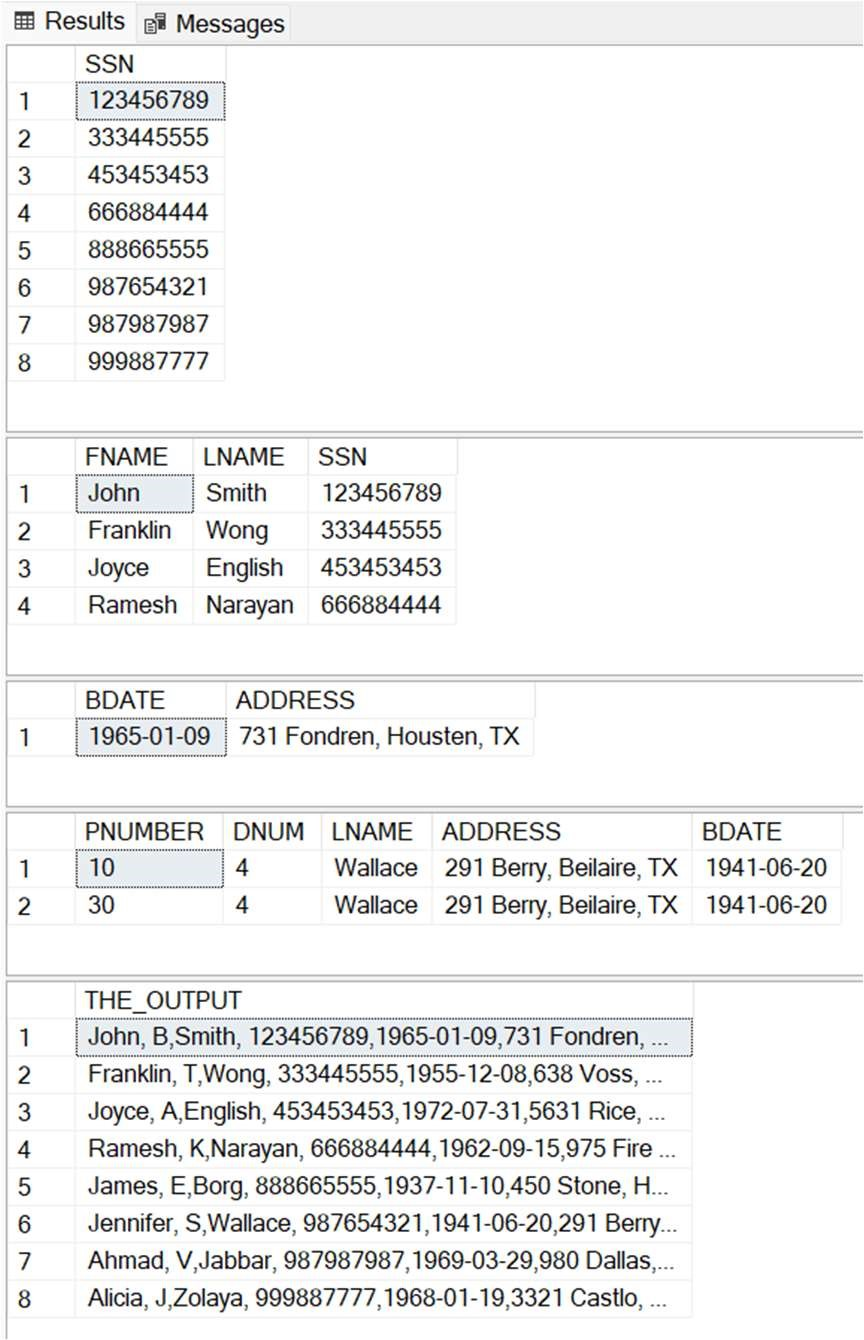 Results Messages
SSN
1 123456789
2 333445555
3 453453453
4 666884444
5 888665555
6 987654321
7 987987987
8 999887777
FNAME LNAME SSN
1 John Smith 123456789
2 Franklin Wong 333445555
3 Joyce English 453453453
4 Ramesh Narayan 666884444
BDATE ADDRESS
1 1965-01-09 731 Fondren, Housten, TX
PNUMBER DNUM LNAME ADDRESS BDATE
1 10 4 Wallace 291 Berry, Beilaire, TX 1941-06-20
2 30 4 Wallace 291 Berry, Beilaire, TX 1941-06-20
THE_OUTPUT
1 John, B,Smith, 123456789,1965-01-09,731 Fondren, ...
2 Franklin, T,Wong, 333445555,1955-12-08,638 Voss, ...
3 Joyce, A,English, 453453453,1972-07-31,5631 Rice, ...
4 Ramesh, K,Narayan, 666884444,1962-09-15,975 Fire ...
5 James, E,Borg, 888665555,1937-11-10,450 Stone, H...
6 Jennifer, S,Wallace, 987654321,1941-06-20,291 Berry...
7 Ahmad, V,Jabbar, 987987987,1969-03-29,980 Dallas,...
8 Alicia, J,Zolaya, 999887777,1968-01-19,3321 Castlo, ...